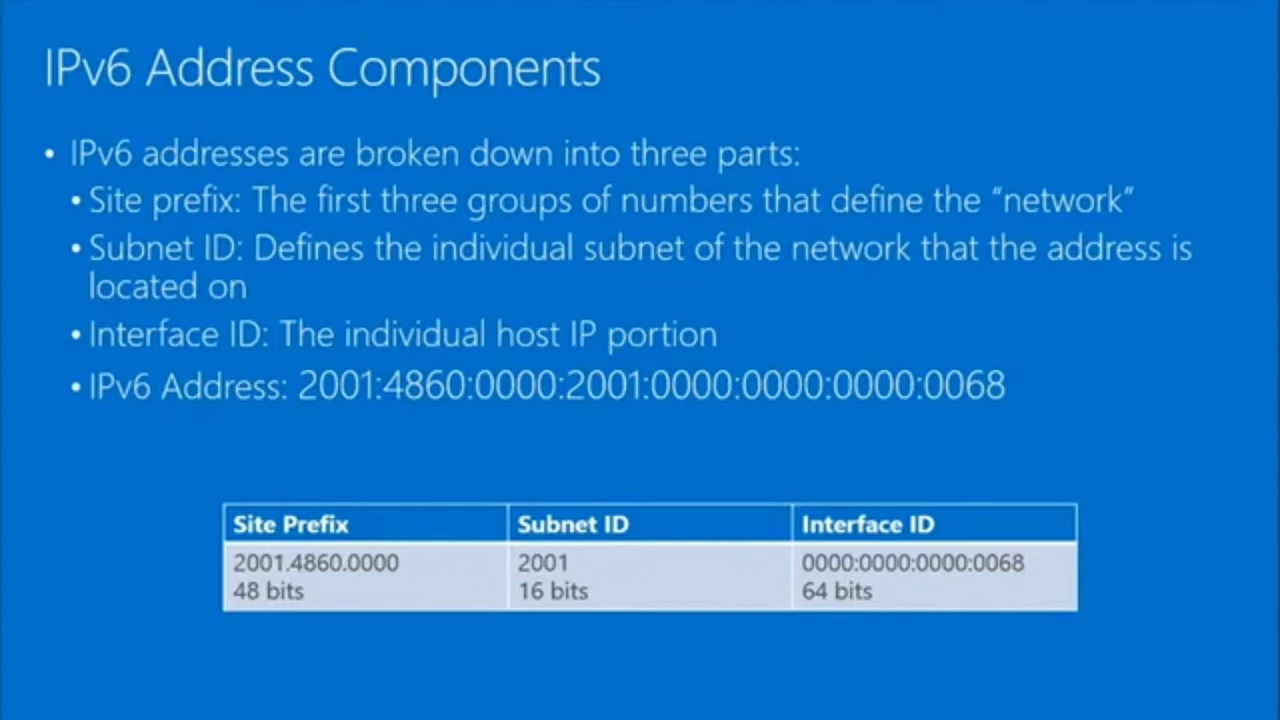 IPv6 Address Components
• IPv6 addresses are broken down into three parts:
• Site prefix: The first three groups of numbers that define the “network”
• Subnet ID: Defines the individual subnet of the network that the address is
located on
• Interface ID: The individual host IP portion
• IPv6 Address: 2001:4860:0000:2001:0000:0000:0000:0068
Site Prefix Subnet ID Interface ID
2001.4860.0000 2001 0000:0000:0000:0068
48 bits 16 bits 64 bits